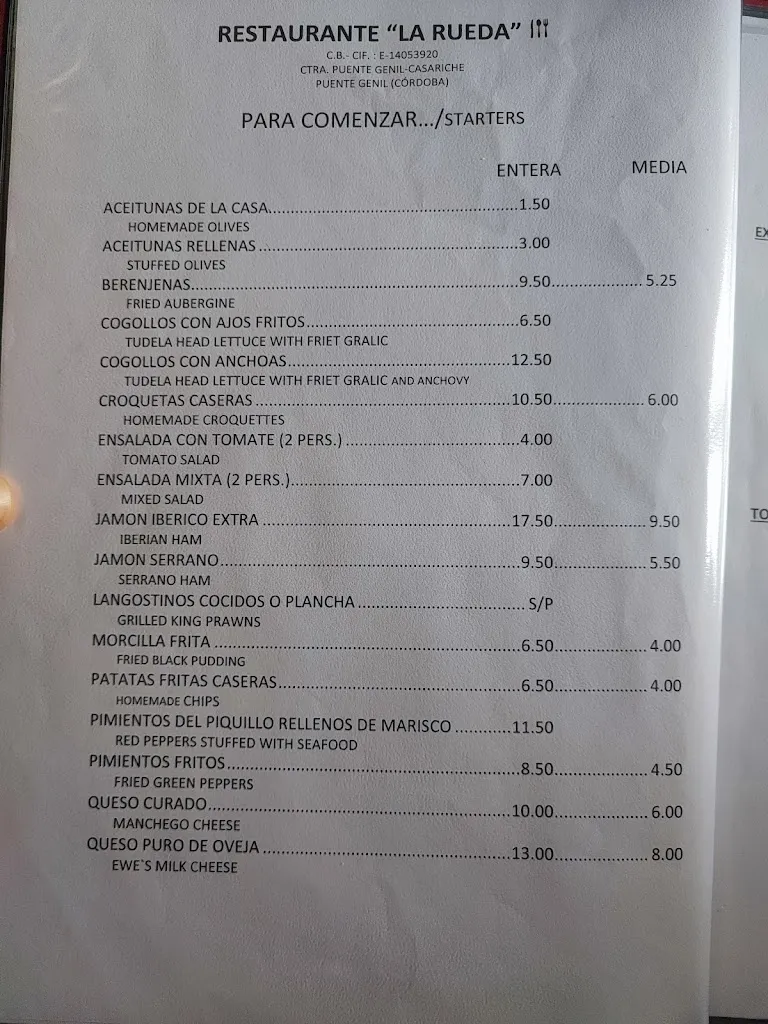 RESTAURANTE "LA RUEDA"
C.B.- CIF. : E-14053920
CTRA. PUENTE GENIL-CASARICHE
PUENTE GENIL (CÓRDOBA)
PARA COMENZAR.../STARTERS
ENTERA MEDIA
ACEITUNAS DE LA CASA 1.50
HOMEMADE OLIVES
ACEITUNAS RELLENAS 3.00
STUFFED OLIVES
BERENJENAS 9.50 5.25
FRIED AUBERGINE
COGOLLOS CON AJOS FRITOS 6.50
TUDELA HEAD LETTUCE WITH FRIET GRALIC
COGOLLOS CON ANCHOAS 12.50
TUDELA HEAD LETTUCE WITH FRIET GRALIC AND ANCHOVY
CROQUETAS CASERAS 10.50 6.00
HOMEMADE CROQUETTES
ENSALADA CON TOMATE (2 PERS.) 4.00
TOMATO SALAD
ENSALADA MIXTA (2 PERS.) 7.00
MIXED SALAD
JAMON IBERICO EXTRA 17.50 9.50
IBERIAN HAM
JAMON SERRANO 9.50 5.50
SERRANO HAM
LANGOSTINOS COCIDOS O PLANCHA S/P
GRILLED KING PRAWNS
MORCILLA FRITA 6.50 4.00
FRIED BLACK PUDDING
PATATAS FRITAS CASERAS 6.50 4.00
HOMEMADE CHIPS
PIMIENTOS DEL PIQUILLO RELLENOS DE MARISCO 11.50
RED PEPPERS STUFFED WITH SEAFOOD
PIMIENTOS FRITOS 8.50 4.50
FRIED GREEN PEPPERS
QUESO CURADO 10.00 6.00
MANCHEGO CHEESE
QUESO PURO DE OVEJA 13.00 8.00
EWE`S MILK CHEESE